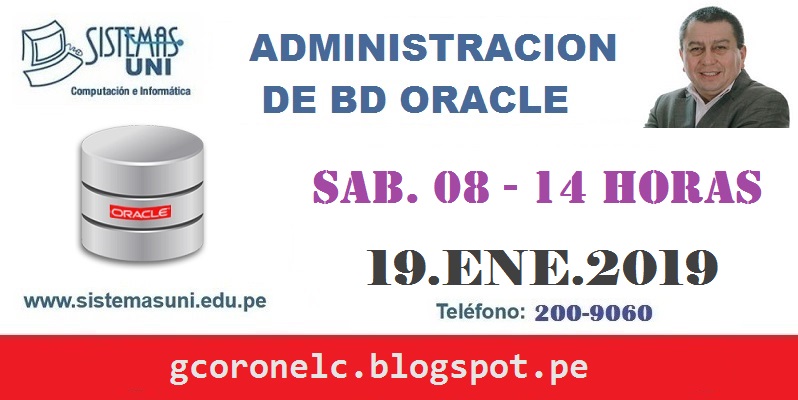 SISTEMAS
UNI
Computación e Informática
ADMINISTRACION
DE BD ORACLE
ORACLE
SAB. 08 - 14 HORAS
19.ENE.2019
www.sistemasuni.edu.pe
Teléfono: 200-9060
gcoronelc.blogspot.pe